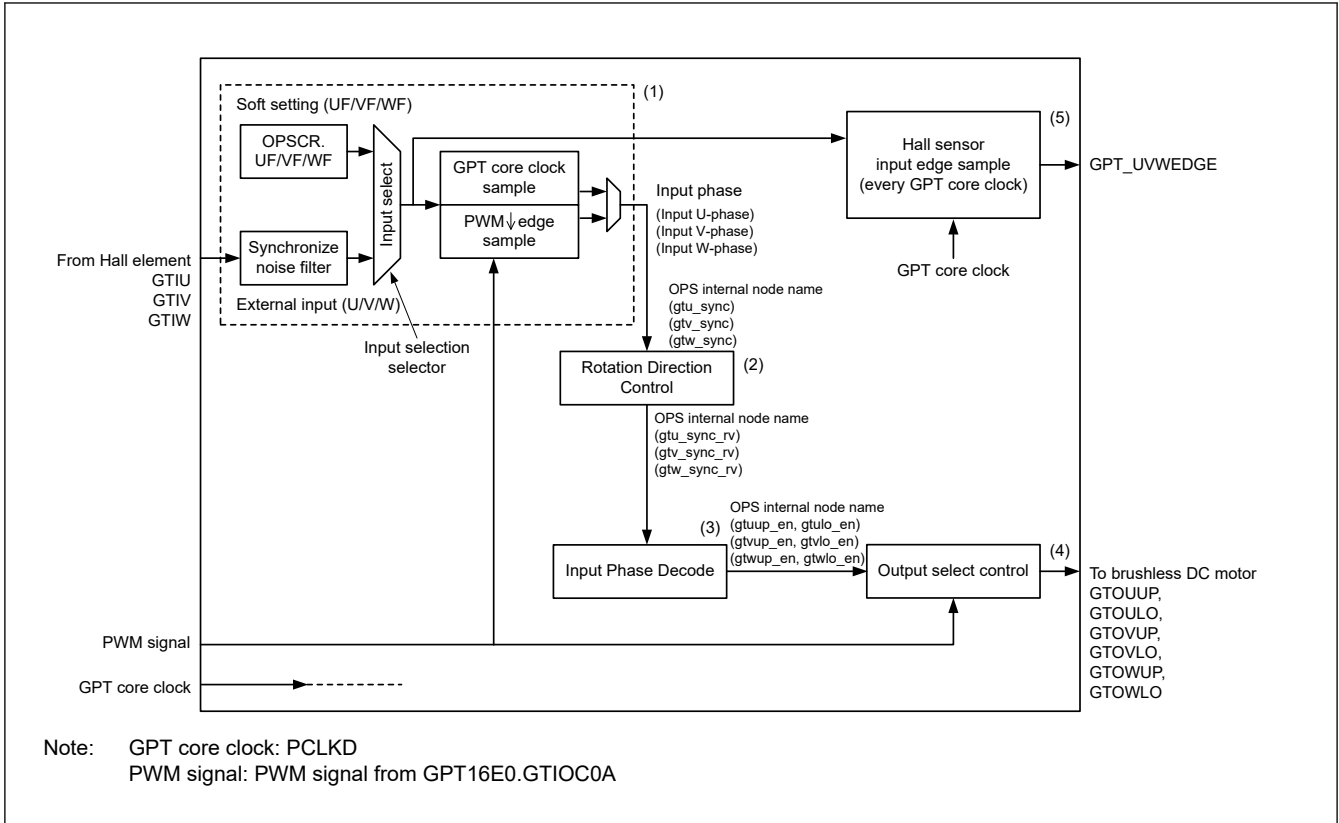 (1)
Soft setting (UF/VF/WF)
OPSCR.
UF/VF/WF
Input select
GPT core clock
sample
PWM↓edge
sample
Synchronize
noise filter
External input (U/V/W)
From Hall element
GTIU
GTIV
GTIW
Input selection
selector
Input phase
(Input U-phase)
(Input V-phase)
(Input W-phase)
(5)
Hall sensor
input edge sample
(every GPT core clock)
GPT_UVWEDGE
GPT core clock
OPS internal node name
(gtu_sync)
(gtv_sync)
(gtw_sync)
(2)
Rotation Direction
Control
OPS internal node name
(gtu_sync_rv)
(gtv_sync_rv)
(gtw_sync_rv)
OPS internal node name
(gtuup_en, gtulo_en)
(gtvup_en, gtvlo_en)
(gtwup_en, gtwlo_en)
(3)
Input Phase Decode
Output select control
(4)
To brushless DC motor
GTOUUP,
GTOULO,
GTOVUP,
GTOVLO,
GTOWUP,
GTOWLO
PWM signal
GPT core clock
Note: GPT core clock: PCLKD
PWM signal: PWM signal from GPT16E0.GTIOC0A